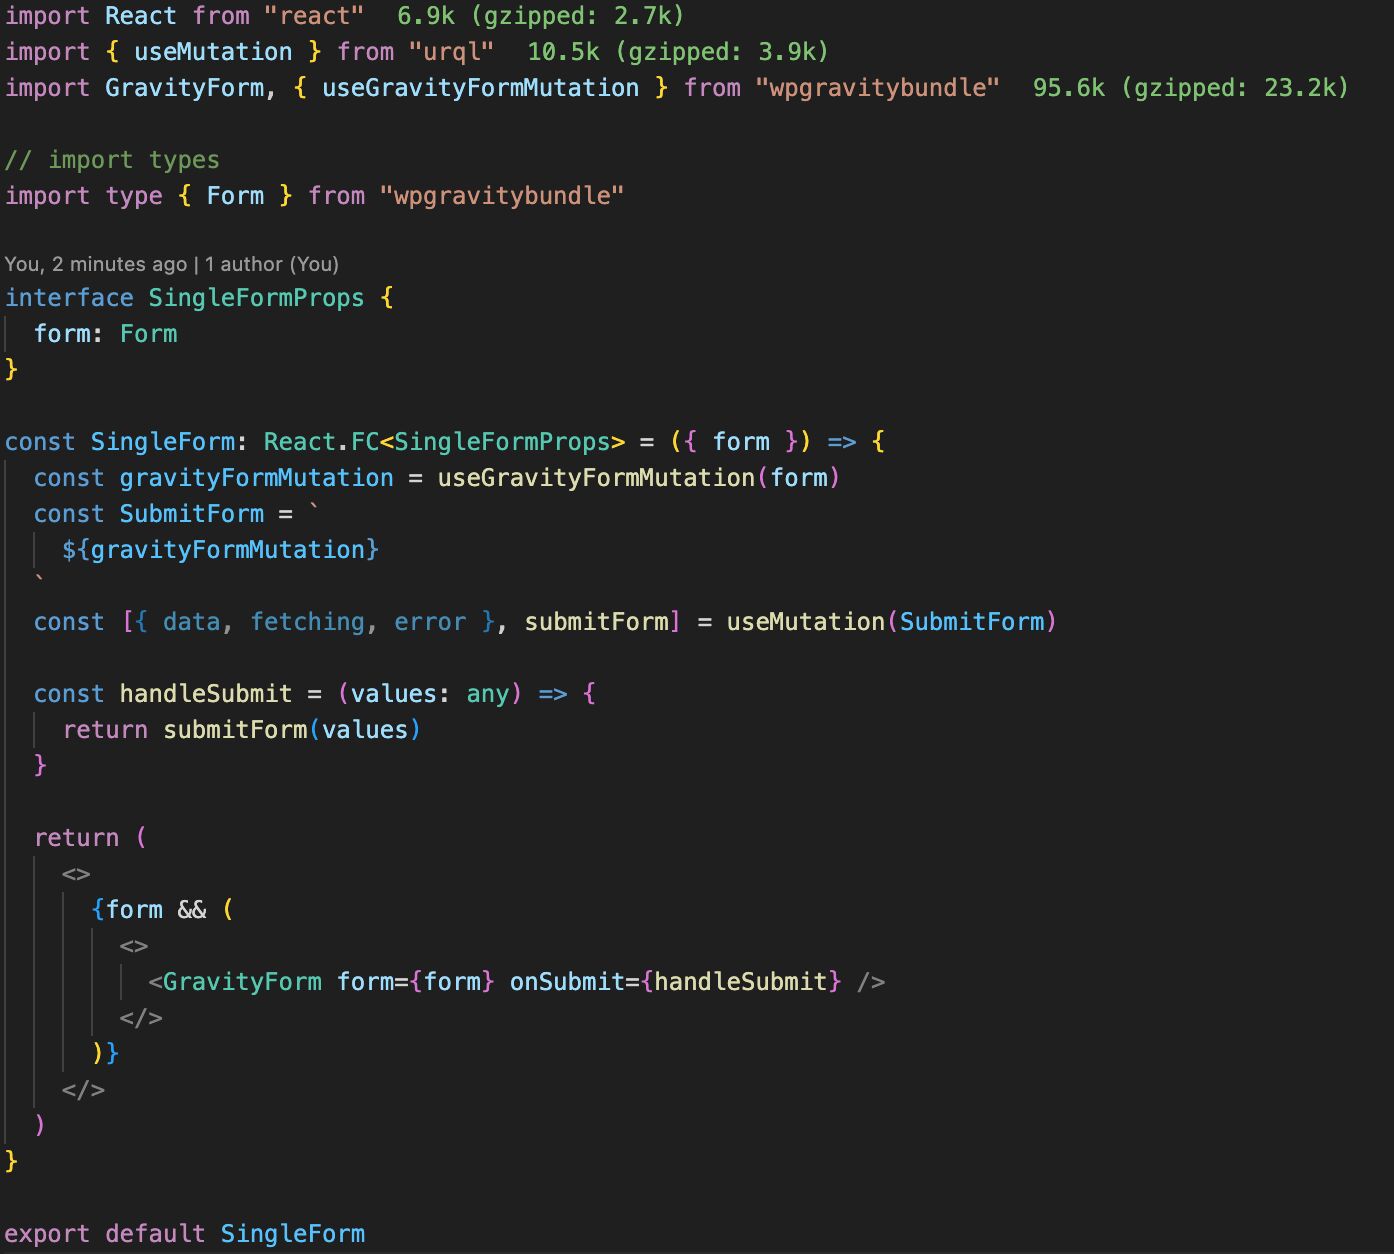 import React from "react" 6.9k (gzipped: 2.7k)
import { useMutation } from "urql" 10.5k (gzipped: 3.9k)
import GravityForm, { useGravityFormMutation } from "wpgravitybundle" 95.6k (gzipped: 23.2k)

// import types
import type { Form } from "wpgravitybundle"

You, 2 minutes ago | 1 author (You)
interface SingleFormProps {
  form: Form
}

const SingleForm: React.FC<SingleFormProps> = ({ form }) => {
  const gravityFormMutation = useGravityFormMutation(form)
  const SubmitForm = `
    ${gravityFormMutation}
  `
  const [{ data, fetching, error }, submitForm] = useMutation(SubmitForm)

  const handleSubmit = (values: any) => {
    return submitForm(values)
  }

  return (
    <>
      {form && (
        <>
          <GravityForm form={form} onSubmit={handleSubmit} />
        </>
      )}
    </>
  )
}

export default SingleForm